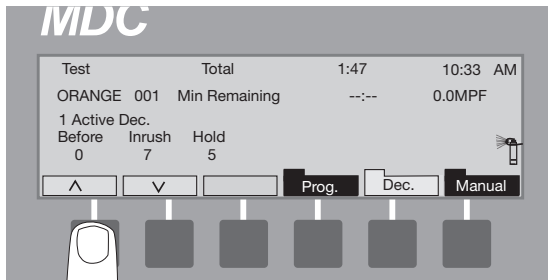 MDC
Test Total 1:47 10:33 AM
ORANGE 001 Min Remaining --:-- 0.0MPF
1 Active Dec.
Before Inrush Hold
0 7 5
Prog. Dec. Manual